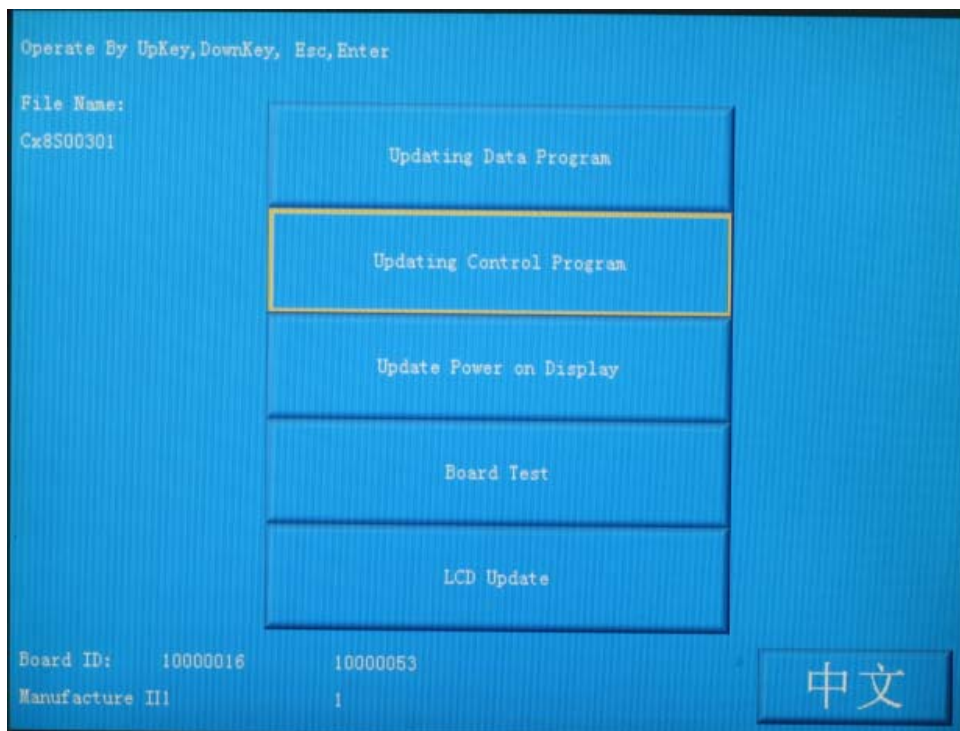 Operate By UpKey,DownKey, Esc,Enter
File Name:
Cx8S00301
Updating Data Program
Updating Control Program
Update Power on Display
Board Test
LCD Update
Board ID: 10000016 10000053
Manufacture II1 1
中文